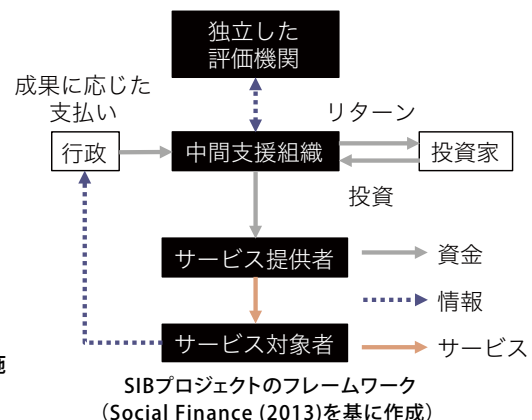 独立した
評価機関
成果に応じた
支払い
リターン
行政
中間支援組織
投資家
投資
サービス提供者
資金
情報
サービス対象者
サービス
施
SIBプロジェクトのフレームワーク
（Social Finance (2013)を基に作成）